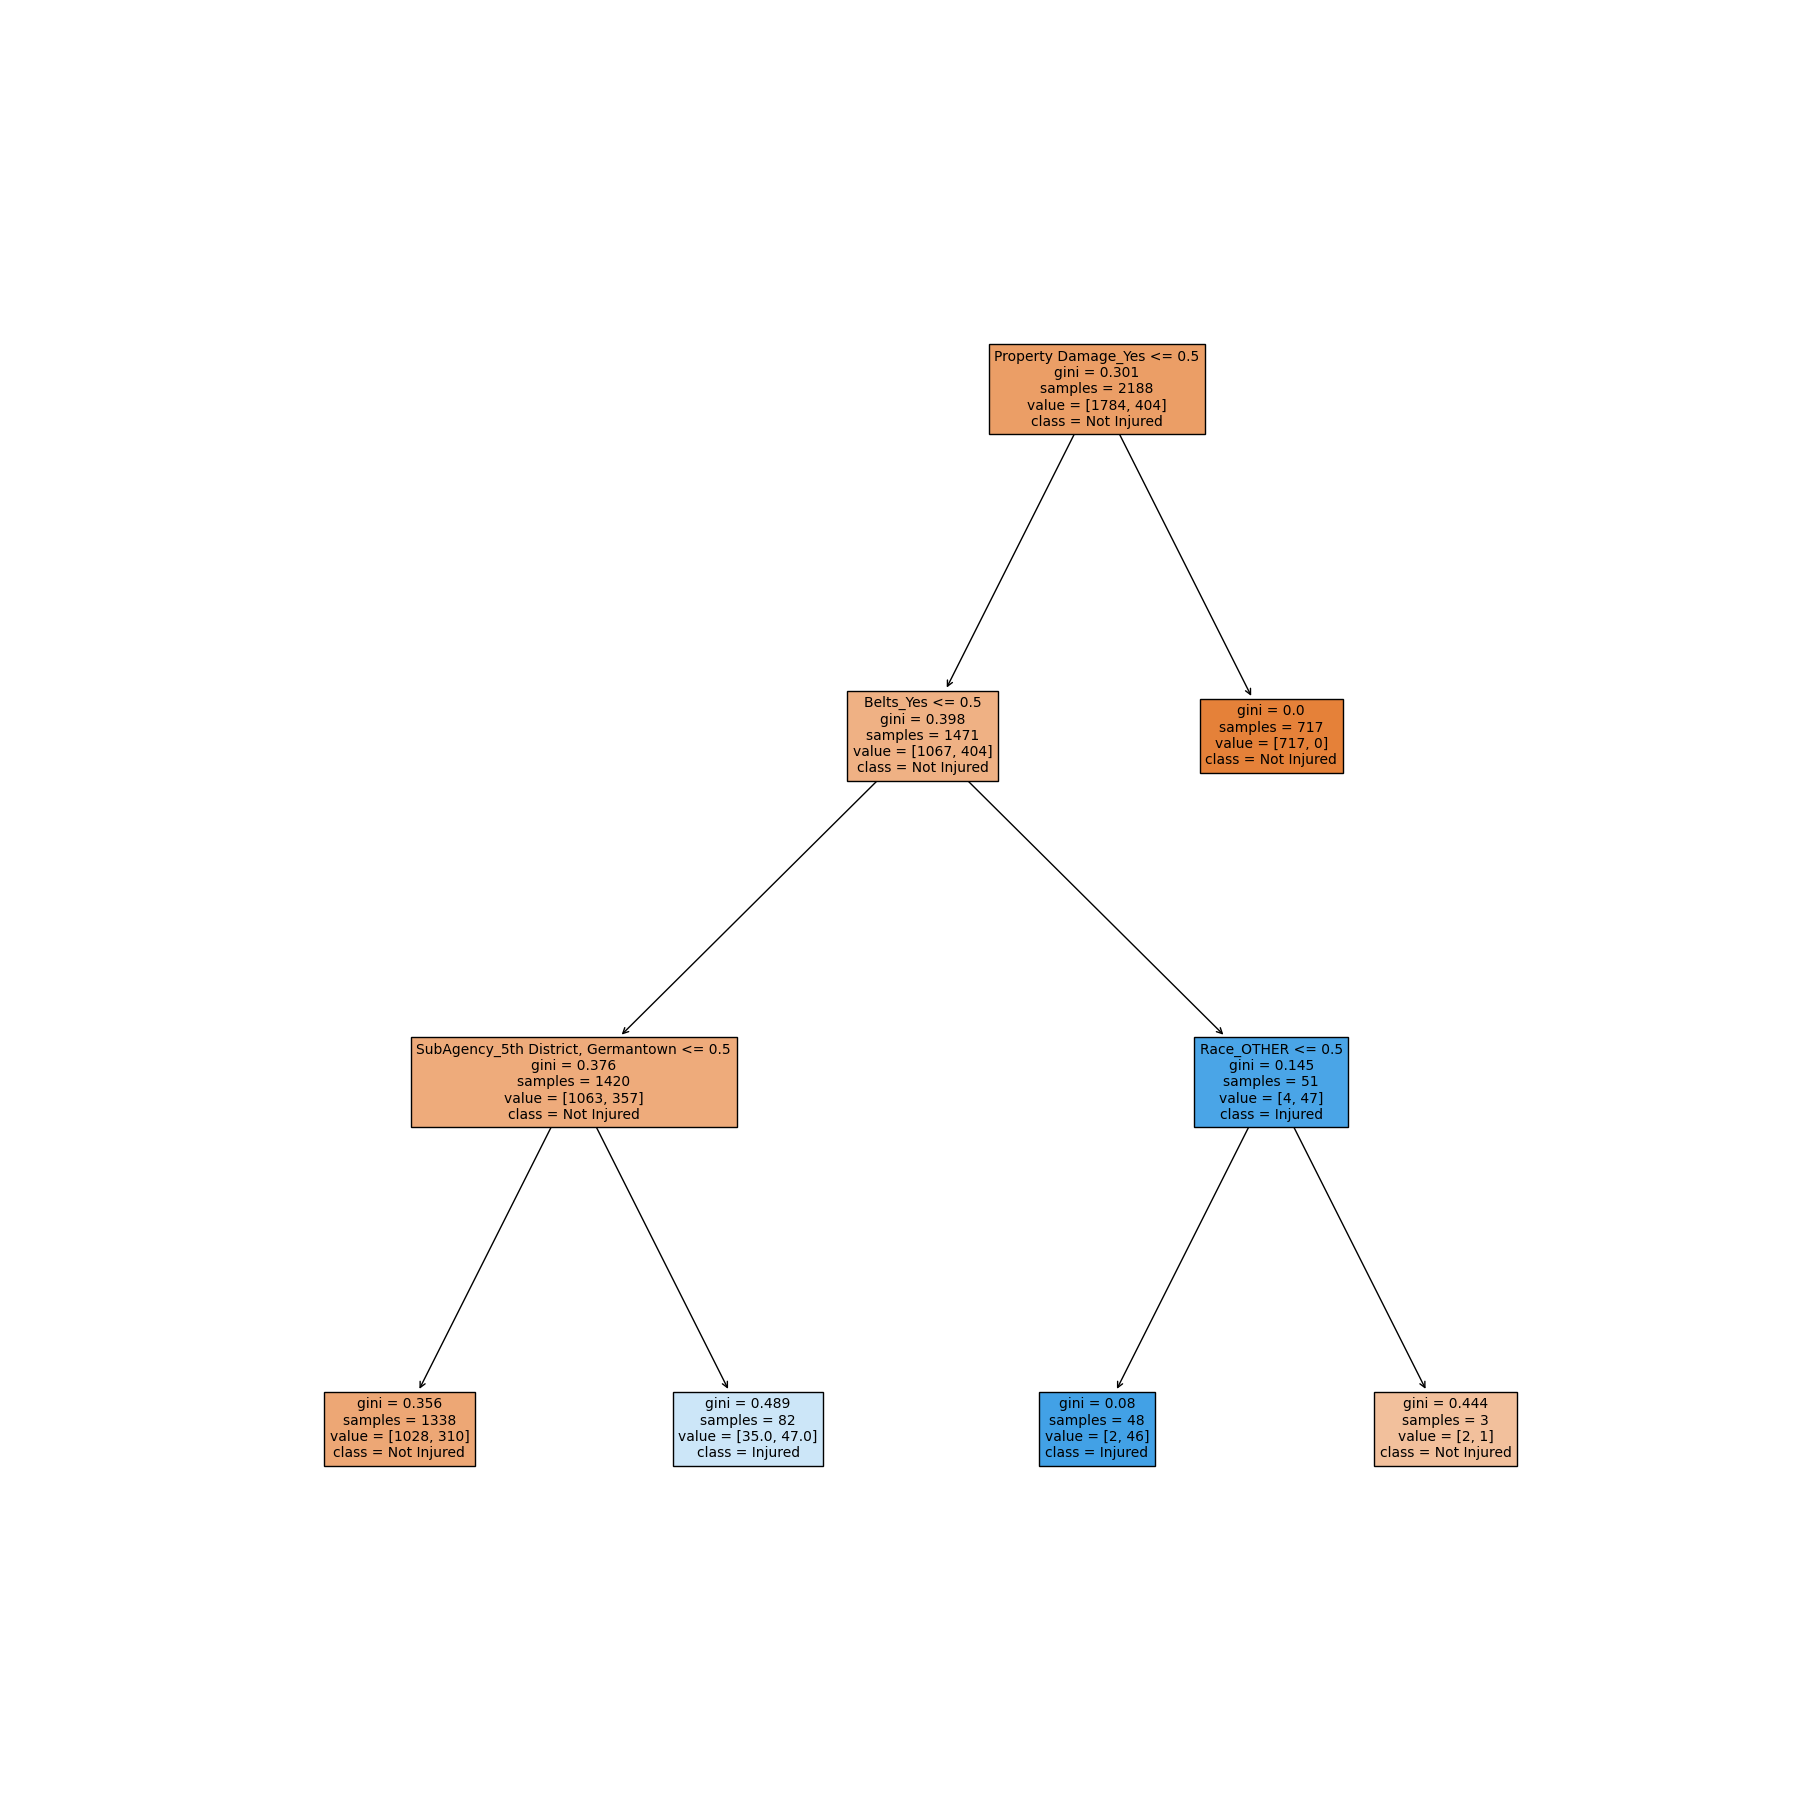 Property Damage_Yes <= 0.5
gini = 0.301
samples = 2188
value = [1784, 404]
class = Not Injured
Belts_Yes <= 0.5
gini = 0.398
samples = 1471
value = [1067, 404]
class = Not Injured
gini = 0.0
samples = 717
value = [717, 0]
class = Not Injured
SubAgency_5th District, Germantown <= 0.5
gini = 0.376
samples = 1420
value = [1063, 357]
class = Not Injured
Race_OTHER <= 0.5
gini = 0.145
samples = 51
value = [4, 47]
class = Injured
gini = 0.356
samples = 1338
value = [1028, 310]
class = Not Injured
gini = 0.489
samples = 82
value = [35.0, 47.0]
class = Injured
gini = 0.08
samples = 48
value = [2, 46]
class = Injured
gini = 0.444
samples = 3
value = [2, 1]
class = Not Injured